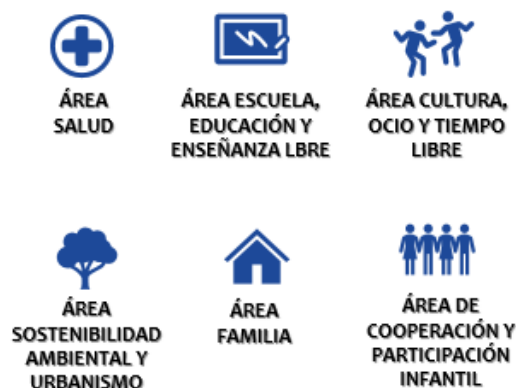 ÁREA
SALUD
ÁREA ESCUELA,
EDUCACIÓN Y
ENSEÑANZA LBRE
ÁREA CULTURA,
OCIO Y TIEMPO
LIBRE
ÁREA
SOSTENIBILIDAD
AMBIENTAL Y
URBANISMO
ÁREA
FAMILIA
ÁREA DE
COOPERACIÓN Y
PARTICIPACIÓN
INFANTIL